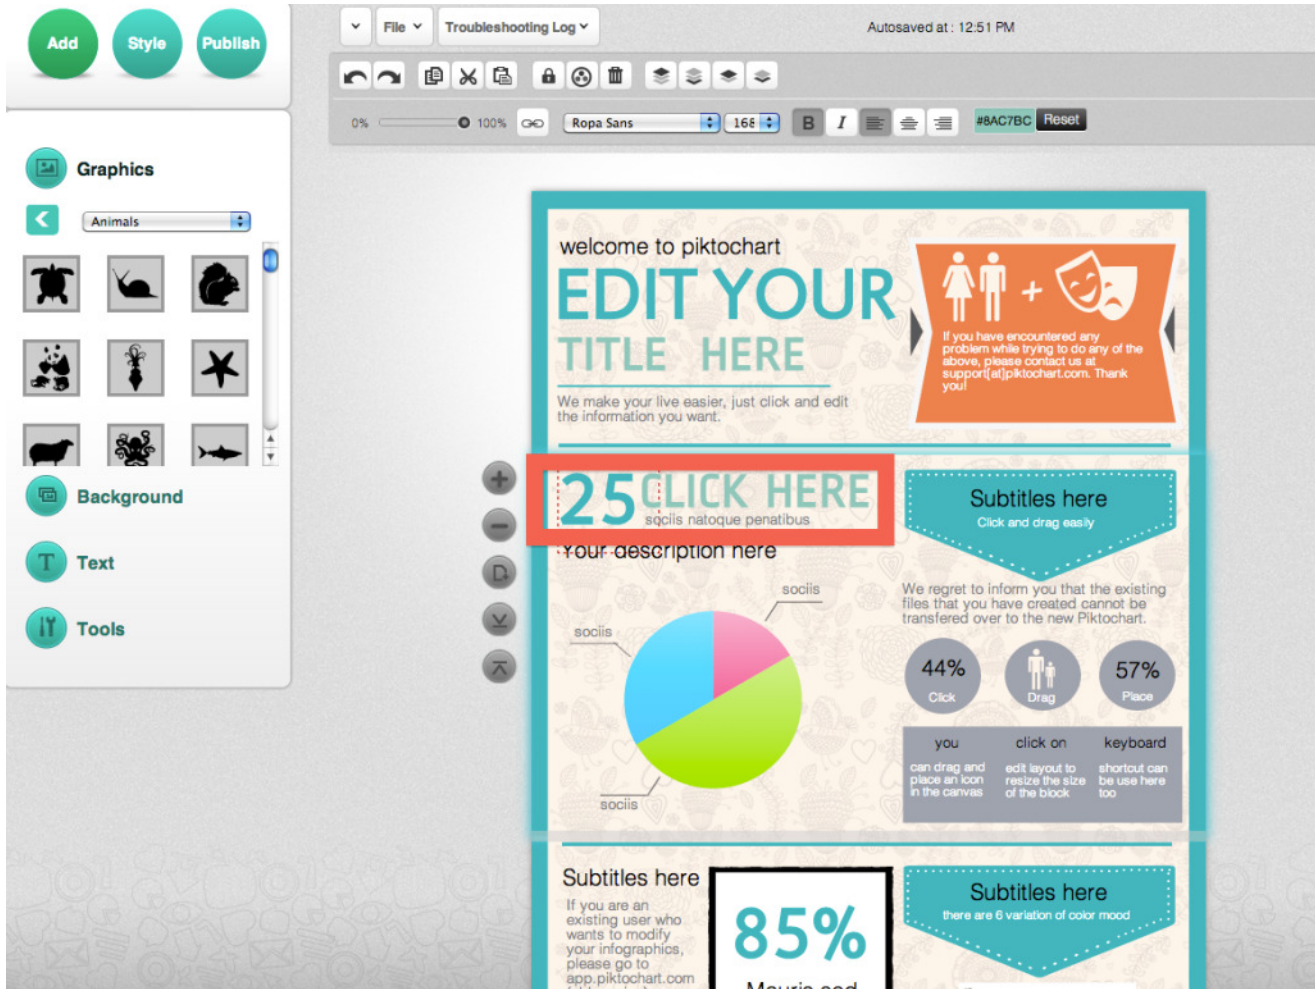 Add
Style
Publish
File
Troubleshooting Log
Autosaved at : 12:51 PM
0%
100%
Ropa Sans
168
B
I
#8AC7BC
Reset
Graphics
Animals
Background
Text
Tools
welcome to piktochart
EDIT YOUR
TITLE HERE
We make your live easier, just click and edit
the information you want.
+
If you have encountered any
problem while trying to do any of the
above, please contact us at
support[at]piktochart.com. Thank
you!
25 CLICK HERE
sociis natoque penatibus
Your description here
sociis
sociis
sociis
Subtitles here
Click and drag easily
We regret to inform you that the existing
files that you have created cannot be
transfered over to the new Piktochart.
44%
Click
Drag
57%
Place
you
can drag and
place an icon
in the canvas
click on
edit layout to
resize the size
of the block
keyboard
shortcut can
be use here
too
Subtitles here
If you are an
existing user who
wants to modify
your infographics,
please go to
app.piktochart.com
85%
Mauris sed
Subtitles here
there are 6 variation of color mood